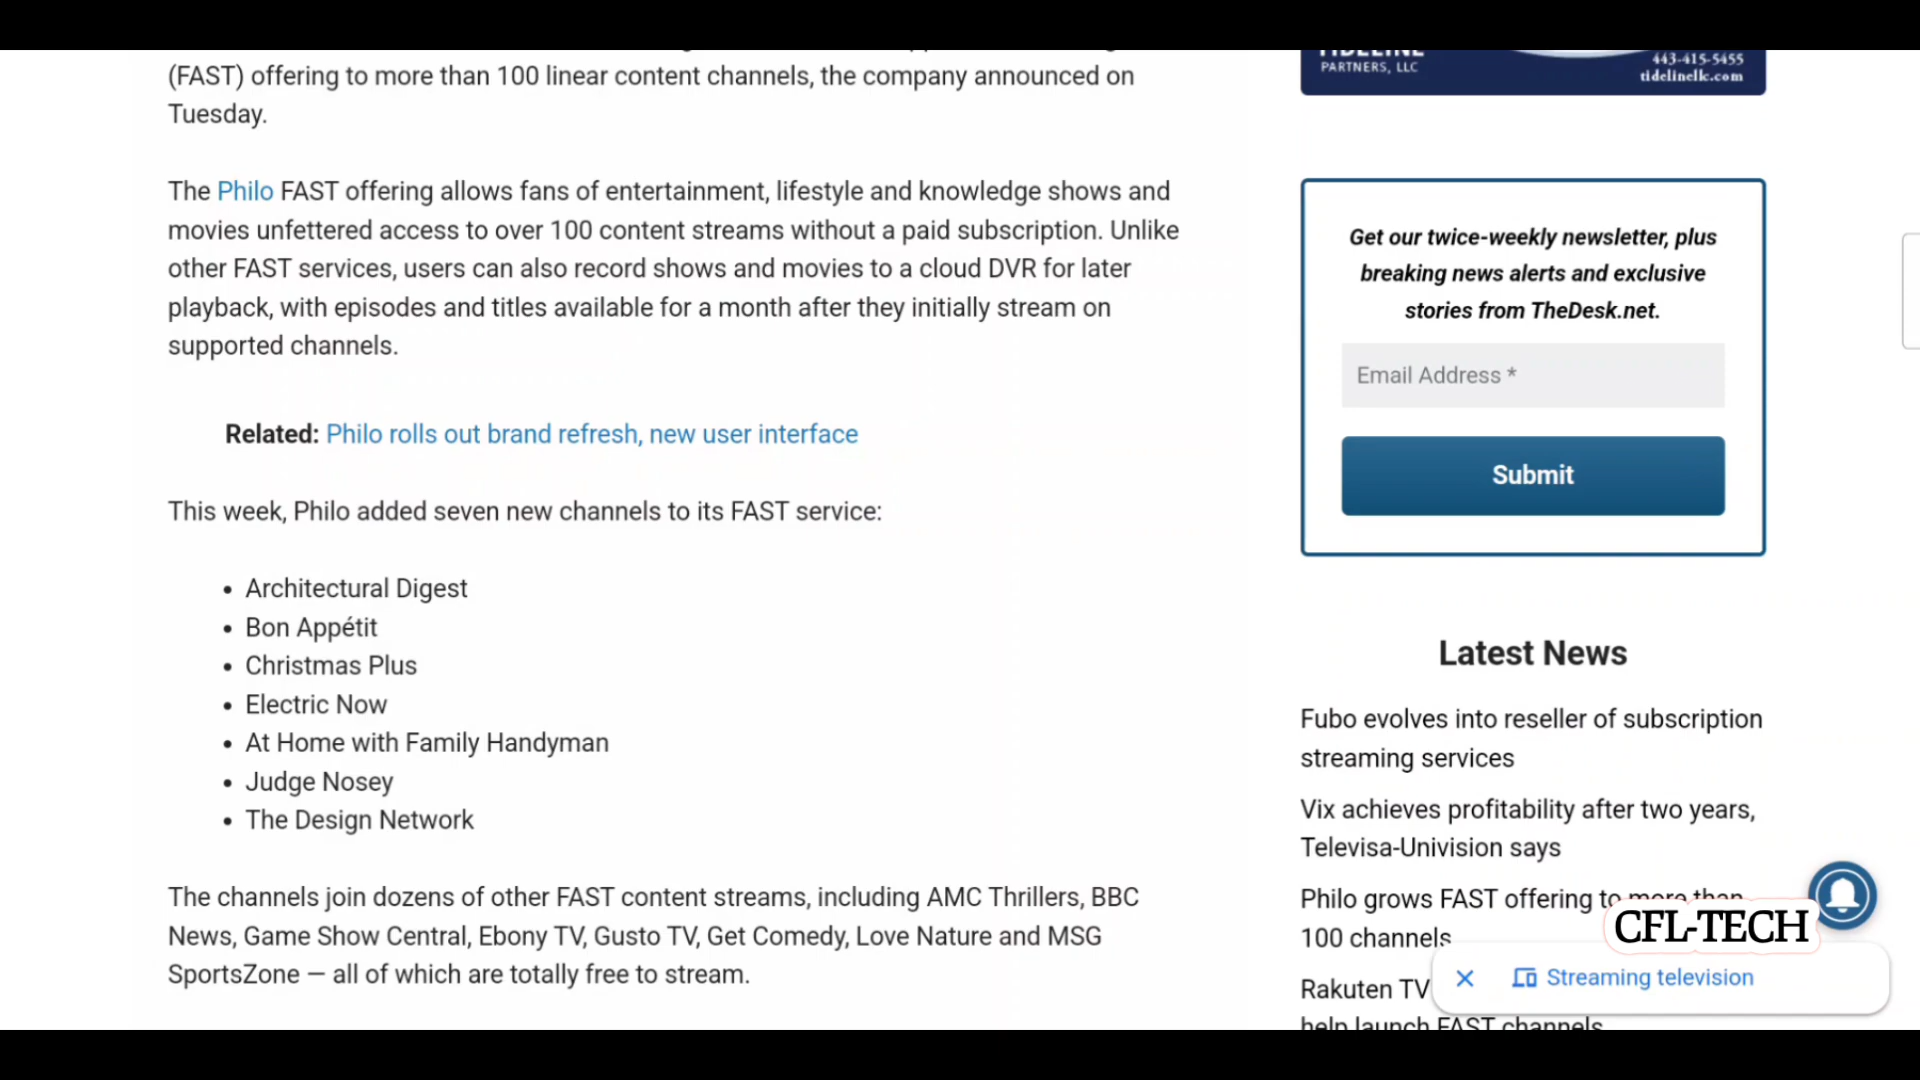 (FAST) offering to more than 100 linear content channels, the company announced on
Tuesday.
The Philo FAST offering allows fans of entertainment, lifestyle and knowledge shows and
movies unfettered access to over 100 content streams without a paid subscription. Unlike
other FAST services, users can also record shows and movies to a cloud DVR for later
playback, with episodes and titles available for a month after they initially stream on
supported channels.
Related: Philo rolls out brand refresh, new user interface
This week, Philo added seven new channels to its FAST service:
• Architectural Digest
• Bon Appétit
• Christmas Plus
• Electric Now
• At Home with Family Handyman
• Judge Nosey
• The Design Network
The channels join dozens of other FAST content streams, including AMC Thrillers, BBC
News, Game Show Central, Ebony TV, Gusto TV, Get Comedy, Love Nature and MSG
SportsZone — all of which are totally free to stream.
TIDELINE
PARTNERS, LLC
443-415-5455
tidelinellc.com
Get our twice-weekly newsletter, plus
breaking news alerts and exclusive
stories from TheDesk.net.
Email Address *
Submit
Latest News
Fubo evolves into reseller of subscription
streaming services
Vix achieves profitability after two years,
Televisa-Univision says
Philo grows FAST offering to more than
100 channels
Rakuten TV
help launch FAST channels
CFL-TECH
Streaming television